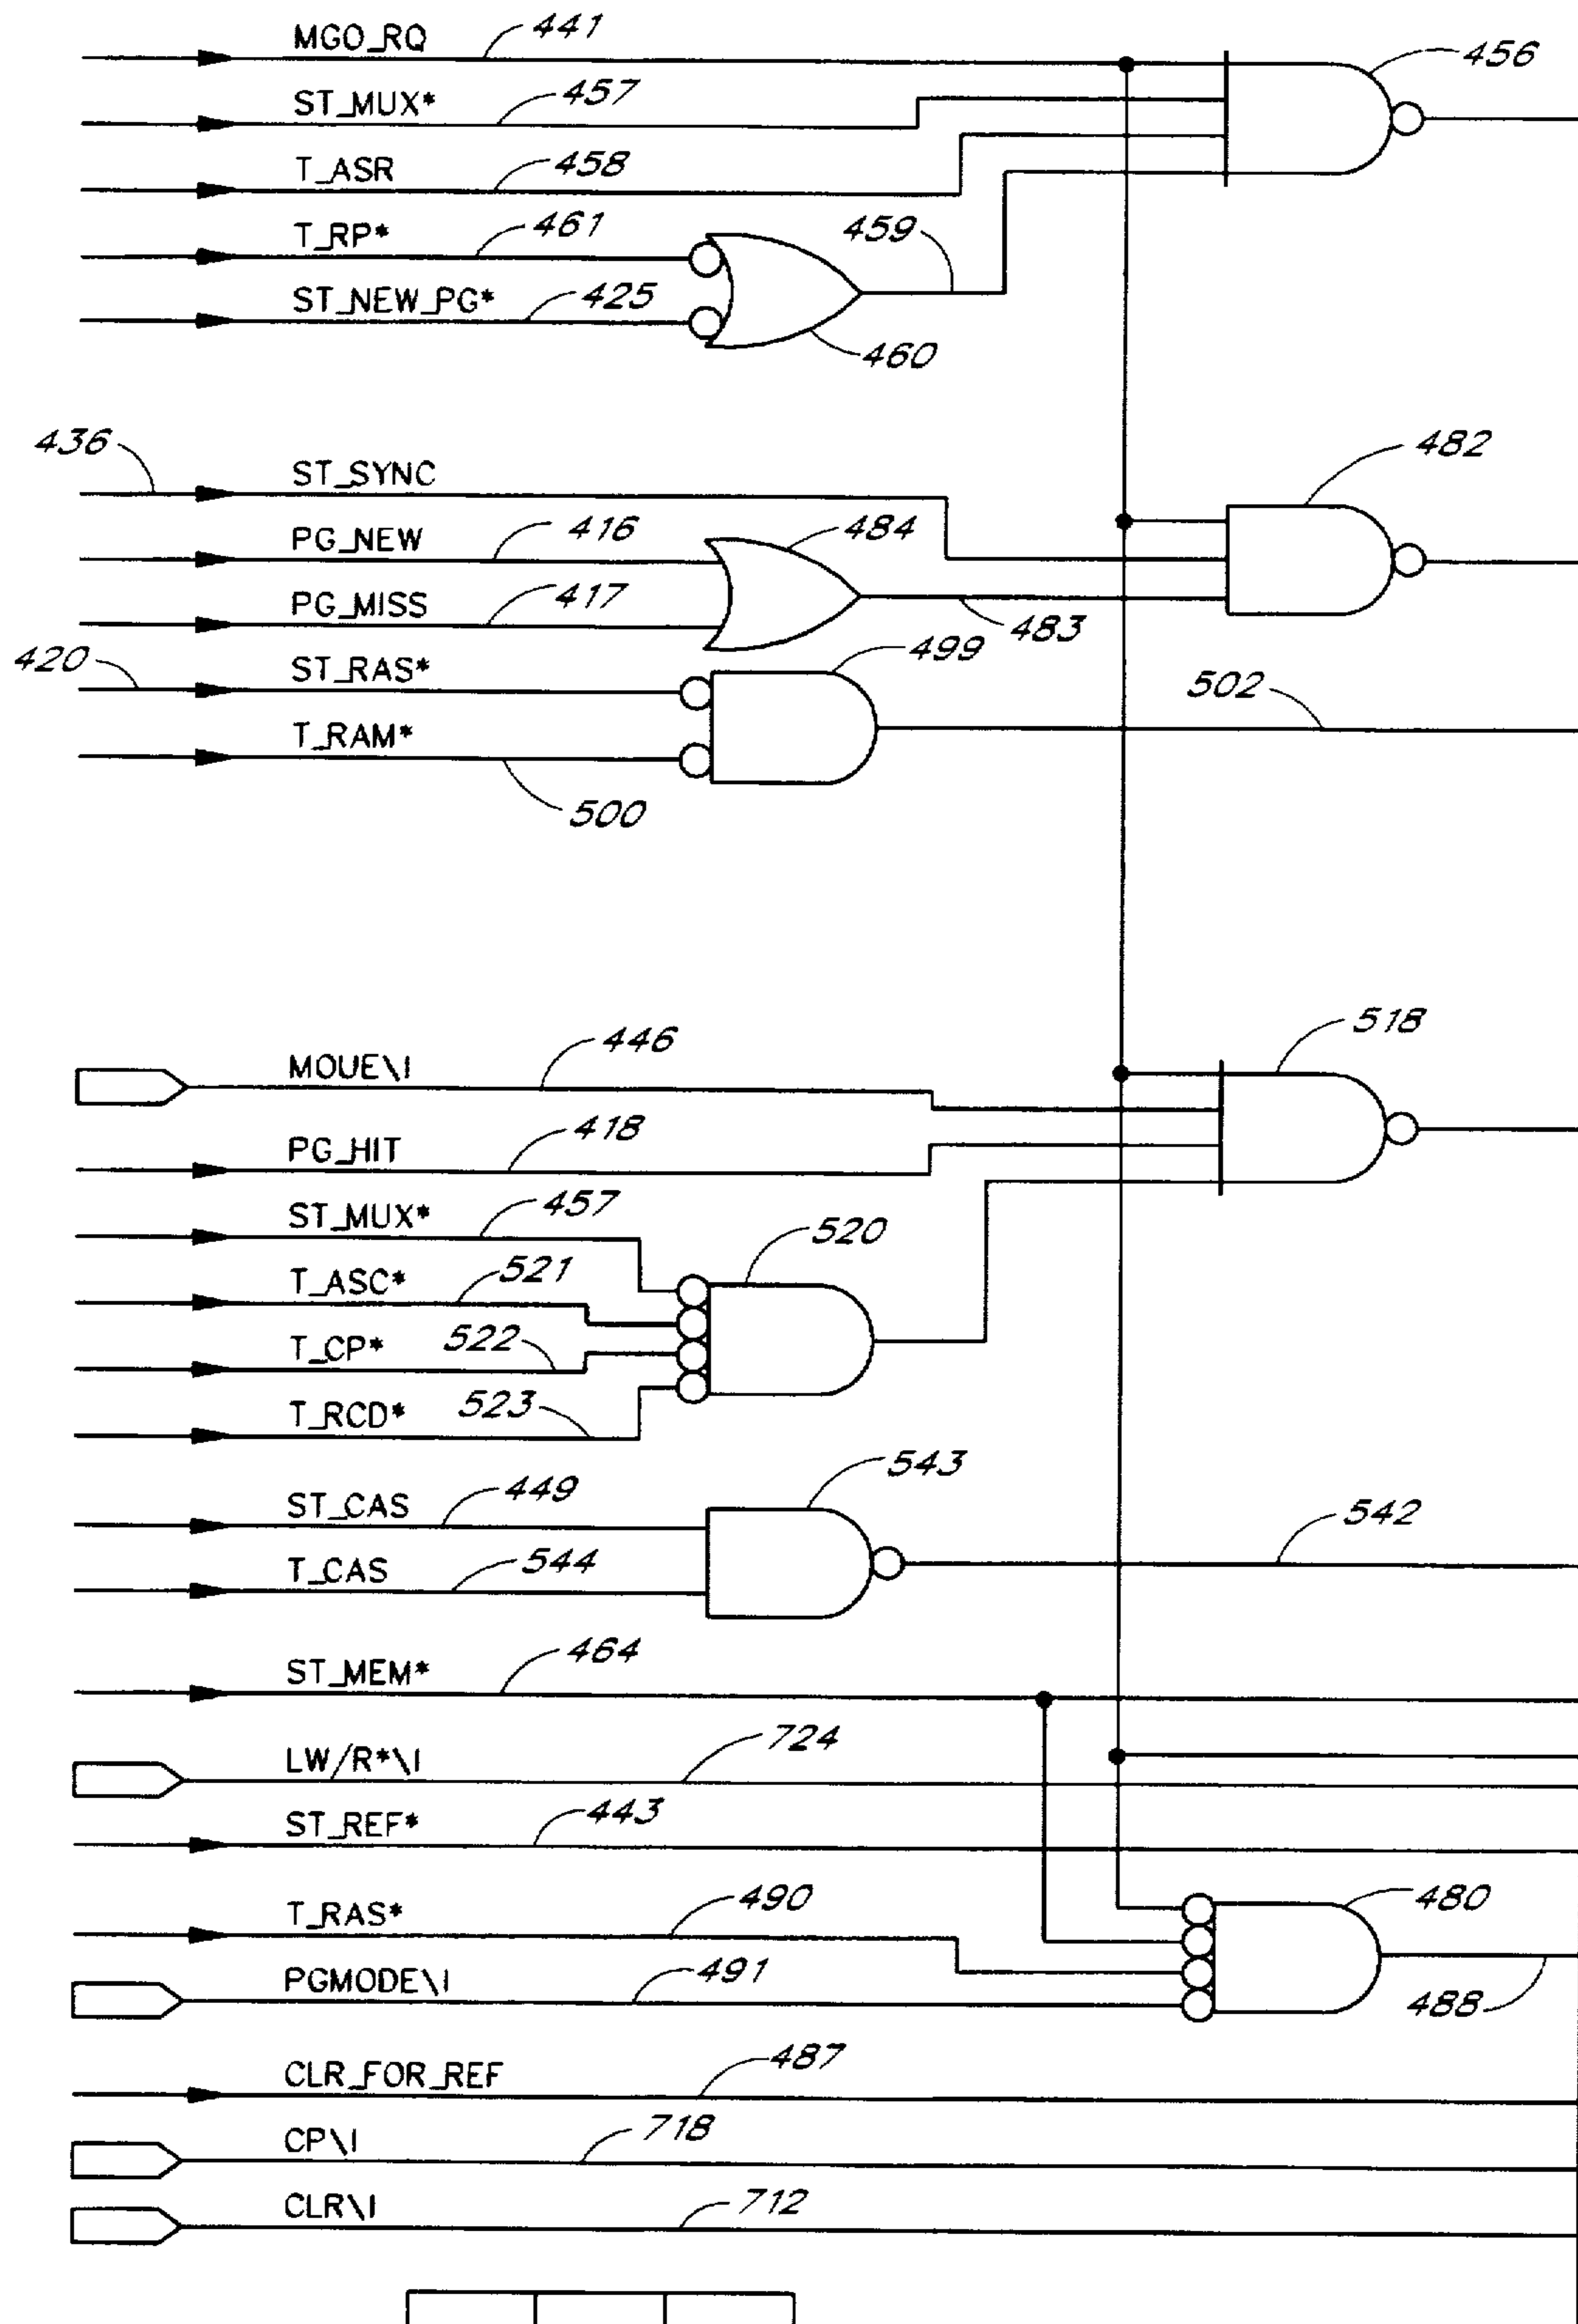 MGO_RQ 441 456
ST_MUX* 457
T_ASR 458
T_RP* 461 459
ST_NEW_PG* 425 460
436 ST_SYNC 482
PG_NEW 416 484
PG_MISS 417 483
420 ST_RAS* 499 502
T_RAM* 500
MOUE\I 446 518
PG_HIT 418
ST_MUX* 457 520
T_ASC* 521
T_CP* 522
T_RCD* 523
ST_CAS 449 543 542
T_CAS 544
ST_MEM* 464
LW/R*\I 724
ST_REF* 443
T_RAS* 490 480
PGMODE\I 491 488
CLR_FOR_REF 487
CP\I 718
CLR\I 712